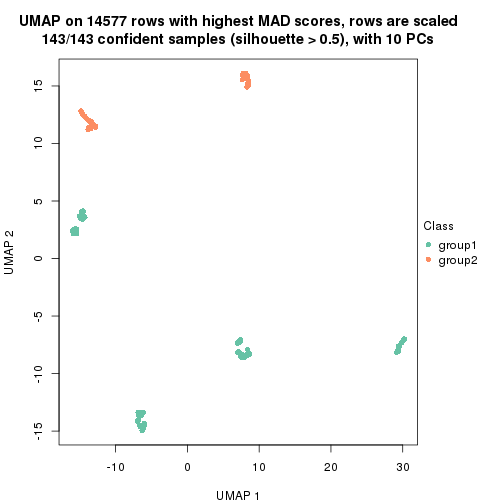 UMAP on 14577 rows with highest MAD scores, rows are scaled
143/143 confident samples (silhouette > 0.5), with 10 PCs
15
10
5
0
-5
-10
-15
UMAP 2
-10
0
10
20
30
UMAP 1
Class
group1
group2